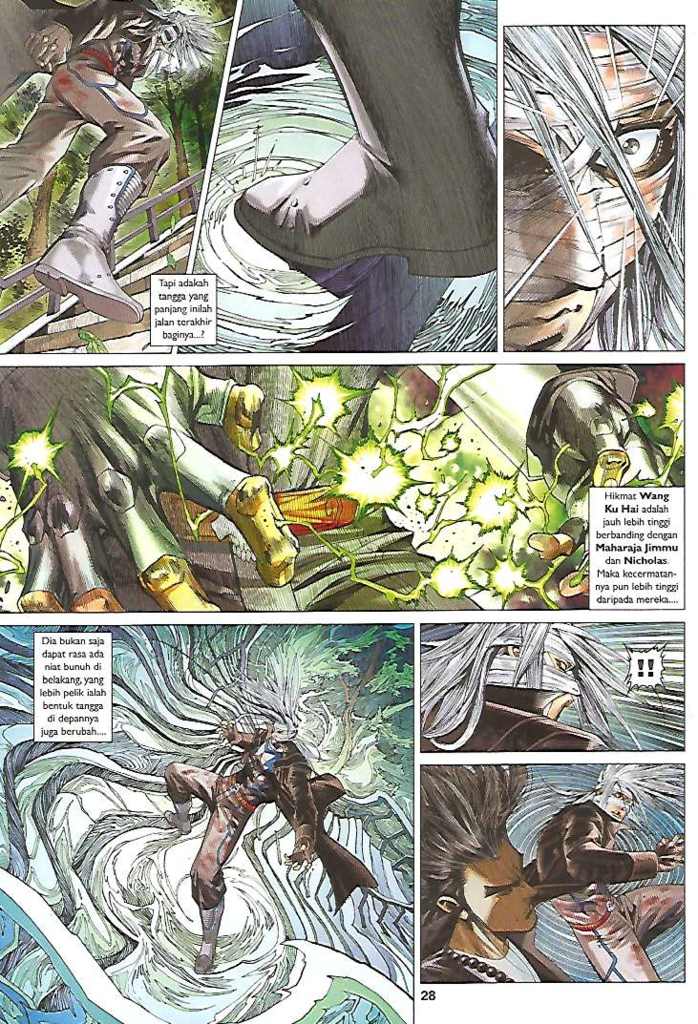 Tapi adakah
tangga yang
panjang inilah
jalan terakhir
baginya...?
Hikmat Wang
Ku Hai adalah
jauh lebih tinggi
berbanding dengan
Maharaja Jimmu
dan Nicholas.
Maka kecermatan-
nya pun lebih tinggi
daripada mereka....
Dia bukan saja
dapat rasa ada
niat bunuh di
belakang, yang
lebih pelik ialah
bentuk tangga
di depannya
juga berubah....
!!
28